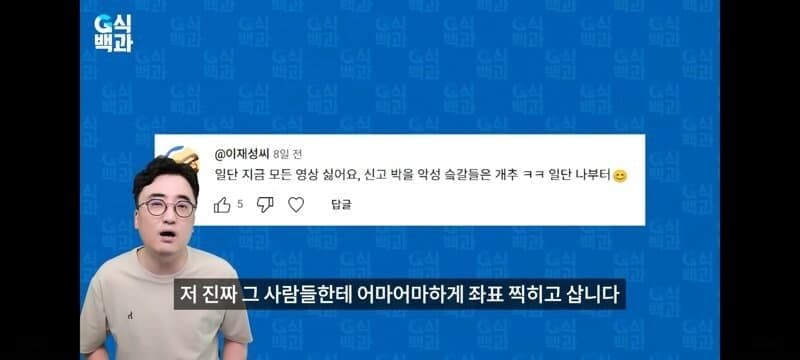 G식
백과
@이재성씨 8일 전
일단 지금 모든 영상 싫어요, 신고 박을 악성 슼갈들은 개추 ㅋㅋ 일단 나부터😊
5 답글
저 진짜 그 사람들한테 어마어마하게 좌표 찍히고 삽니다